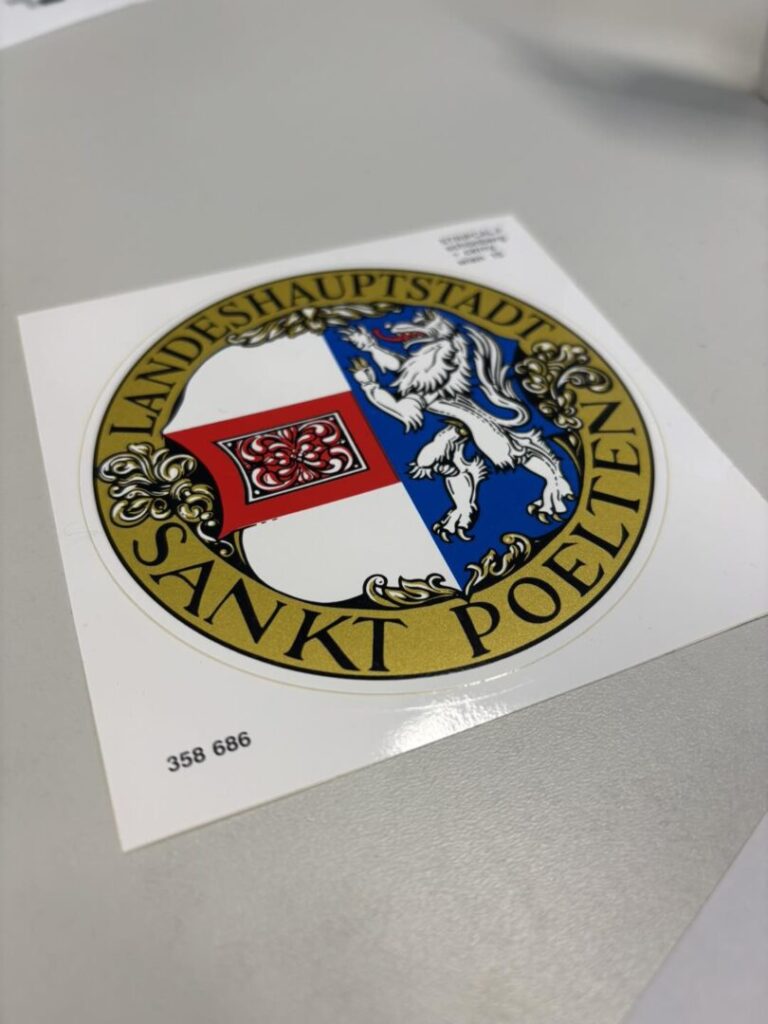 LANDESHAUPTSTADT
SANKT POELTEN
358 686